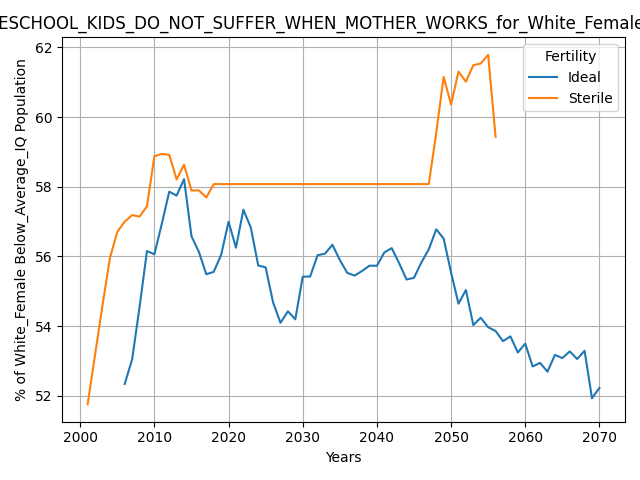 ESCHOOL_KIDS_DO_NOT_SUFFER_WHEN_MOTHER_WORKS_for_White_Female
% of White_Female Below_Average_IQ Population
62
60
58
56
54
52
Fertility
Ideal
Sterile
2000 2010 2020 2030 2040 2050 2060 2070
Years